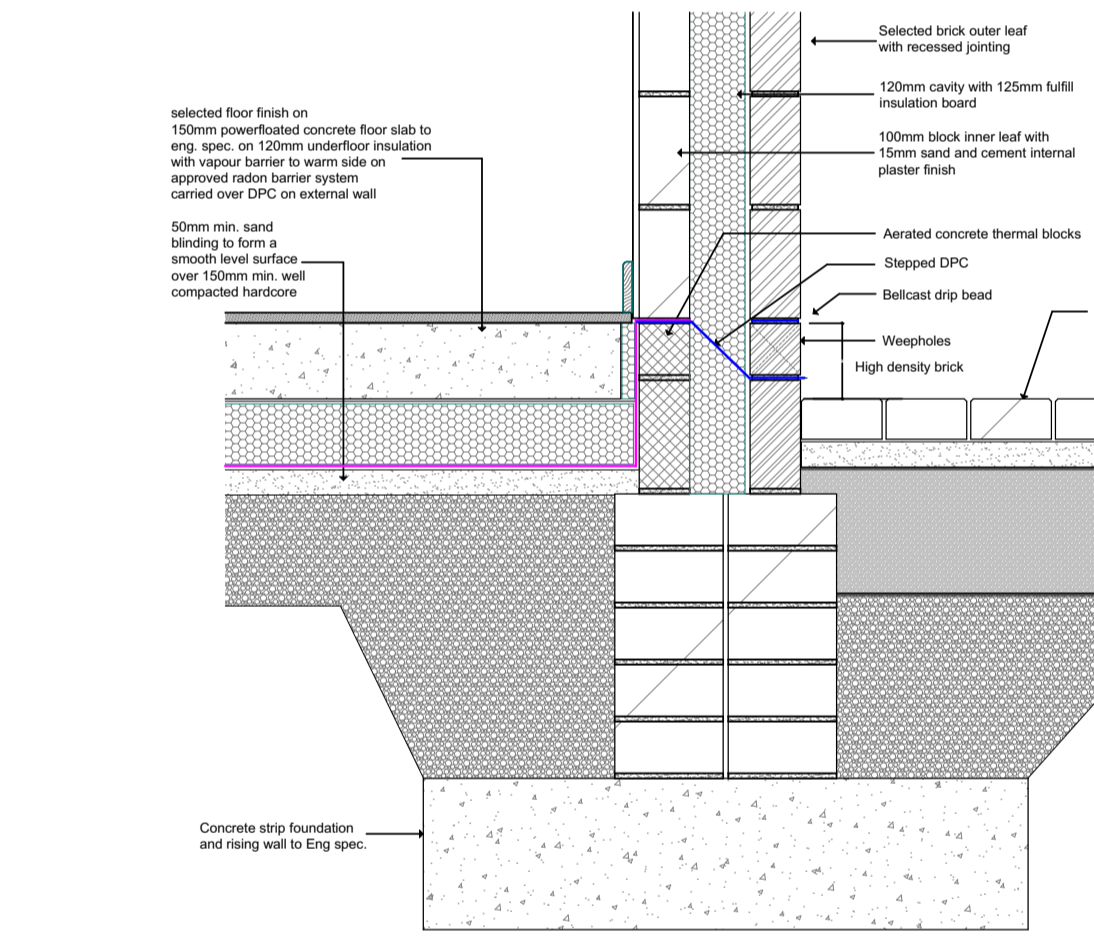 selected floor finish on
150mm powerfloated concrete floor slab to
eng. spec. on 120mm underfloor insulation
with vapour barrier to warm side on
approved radon barrier system
carried over DPC on external wall
50mm min. sand
blinding to form a
smooth level surface
over 150mm min. well
compacted hardcore
Selected brick outer leaf
with recessed jointing
120mm cavity with 125mm fulfill
insulation board
100mm block inner leaf with
15mm sand and cement internal
plaster finish
Aerated concrete thermal blocks
Stepped DPC
Bellcast drip bead
Weepholes
High density brick
Concrete strip foundation
and rising wall to Eng spec.